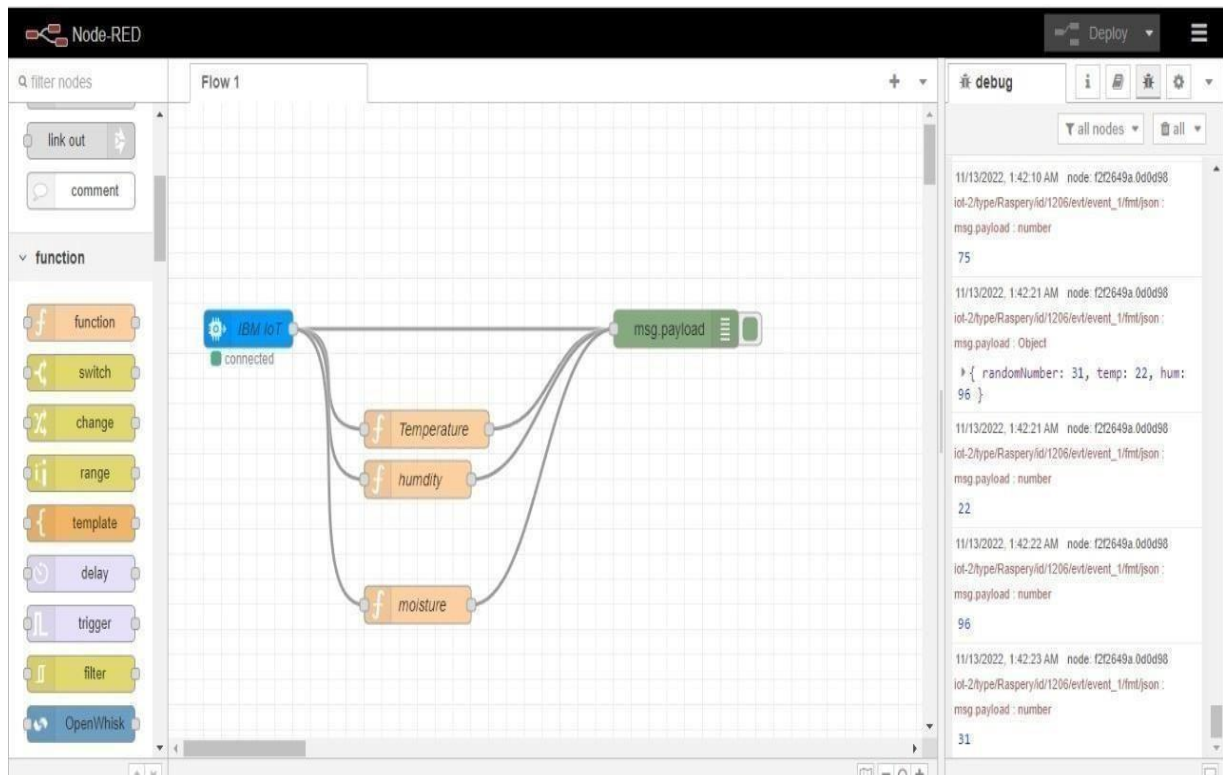 Node-RED
Deploy
filter nodes
Flow 1
debug
i
all nodes
all
link out
comment
function
function
switch
change
range
template
delay
trigger
filter
OpenWhisk
IBM IoT
connected
Temperature
humdity
moisture
msg.payload
11/13/2022, 1:42:10 AM node: f2f2649a.0d0d98
iot-2/type/Raspery/id/1206/evt/event_1/fmt/json :
msg.payload : number
75
11/13/2022, 1:42:21 AM node: f2f2649a.0d0d98
iot-2/type/Raspery/id/1206/evt/event_1/fmt/json :
msg.payload : Object
{ randomNumber: 31, temp: 22, hum:
96 }
11/13/2022, 1:42:21 AM node: f2f2649a.0d0d98
iot-2/type/Raspery/id/1206/evt/event_1/fmt/json :
msg.payload : number
22
11/13/2022, 1:42:22 AM node: f2f2649a.0d0d98
iot-2/type/Raspery/id/1206/evt/event_1/fmt/json :
msg.payload : number
96
11/13/2022, 1:42:23 AM node: f2f2649a.0d0d98
iot-2/type/Raspery/id/1206/evt/event_1/fmt/json :
msg.payload : number
31